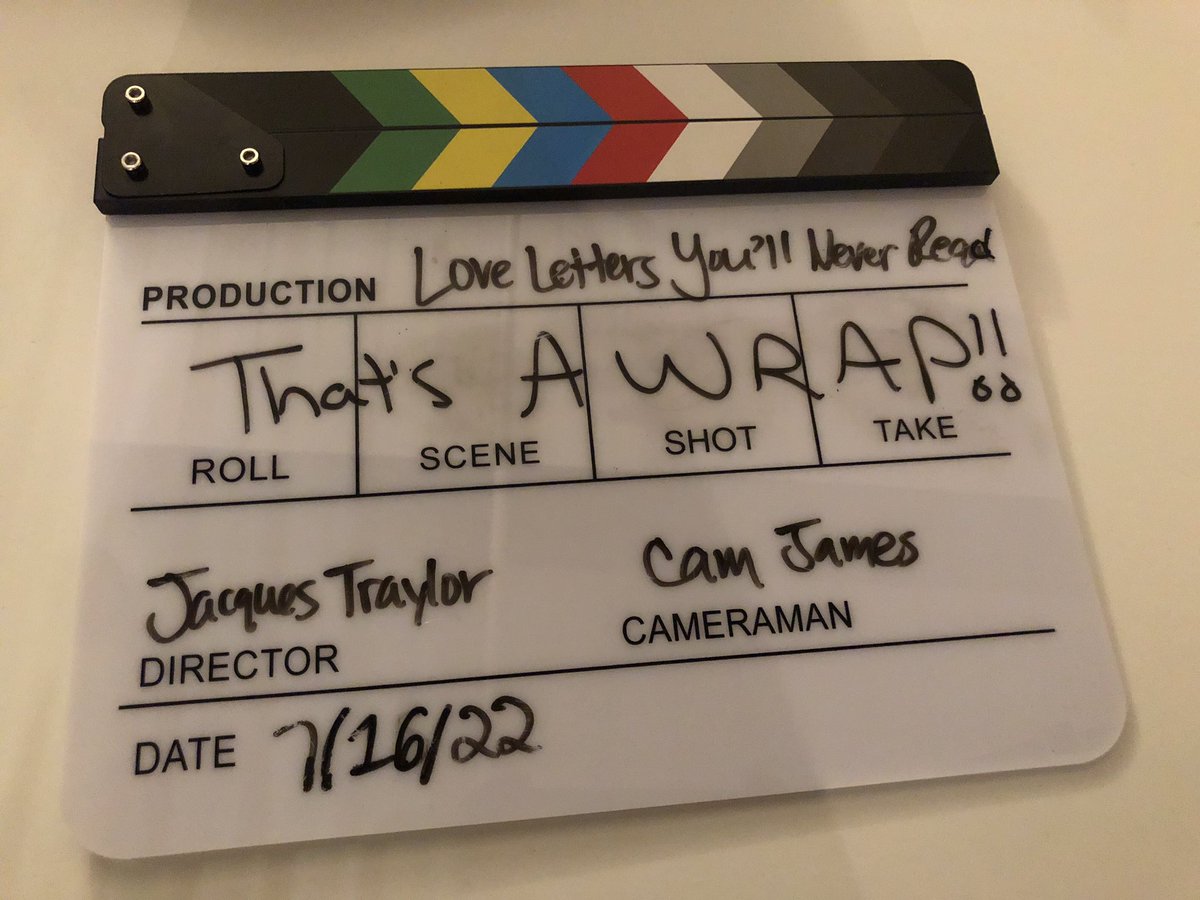 PRODUCTION Love Letters You'll Never Read
That's A WRAP!!
ROLL SCENE SHOT TAKE
Jacques Traylor Cam James
DIRECTOR CAMERAMAN
DATE 7/16/22